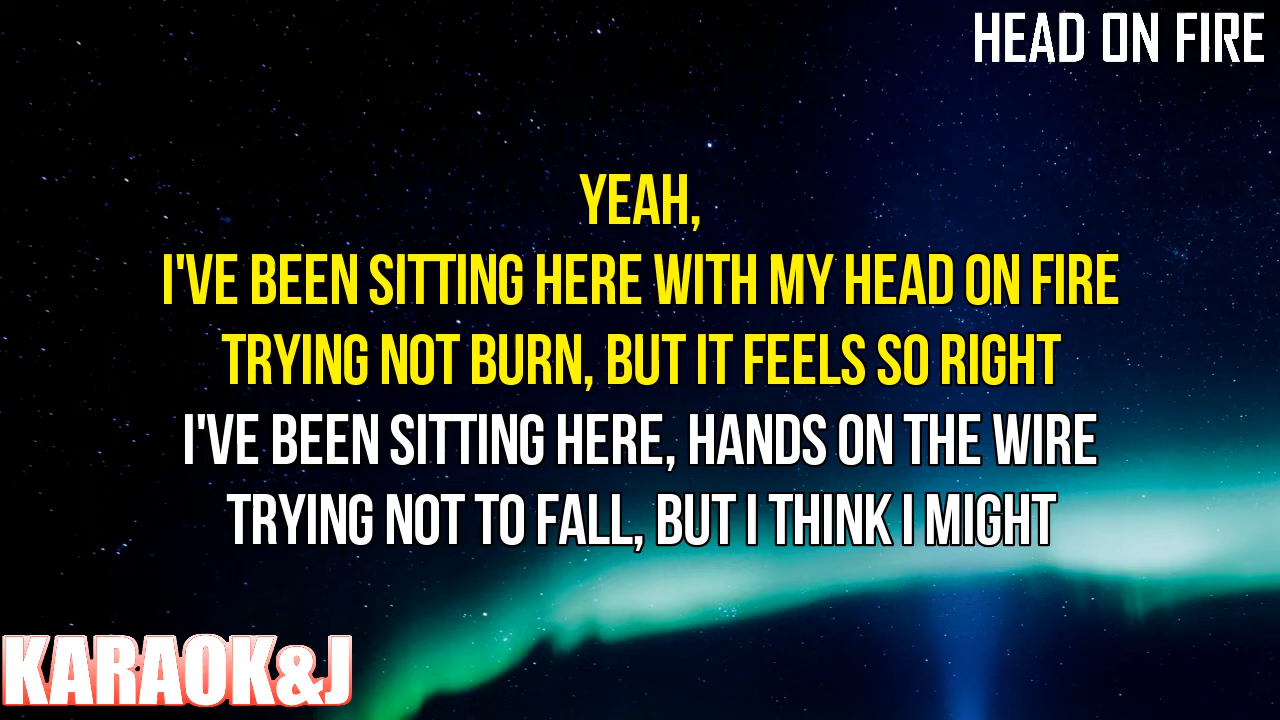 HEAD ON FIRE
YEAH,
I'VE BEEN SITTING HERE WITH MY HEAD ON FIRE
TRYING NOT BURN, BUT IT FEELS SO RIGHT
I'VE BEEN SITTING HERE, HANDS ON THE WIRE
TRYING NOT TO FALL, BUT I THINK I MIGHT
KARAOK&J